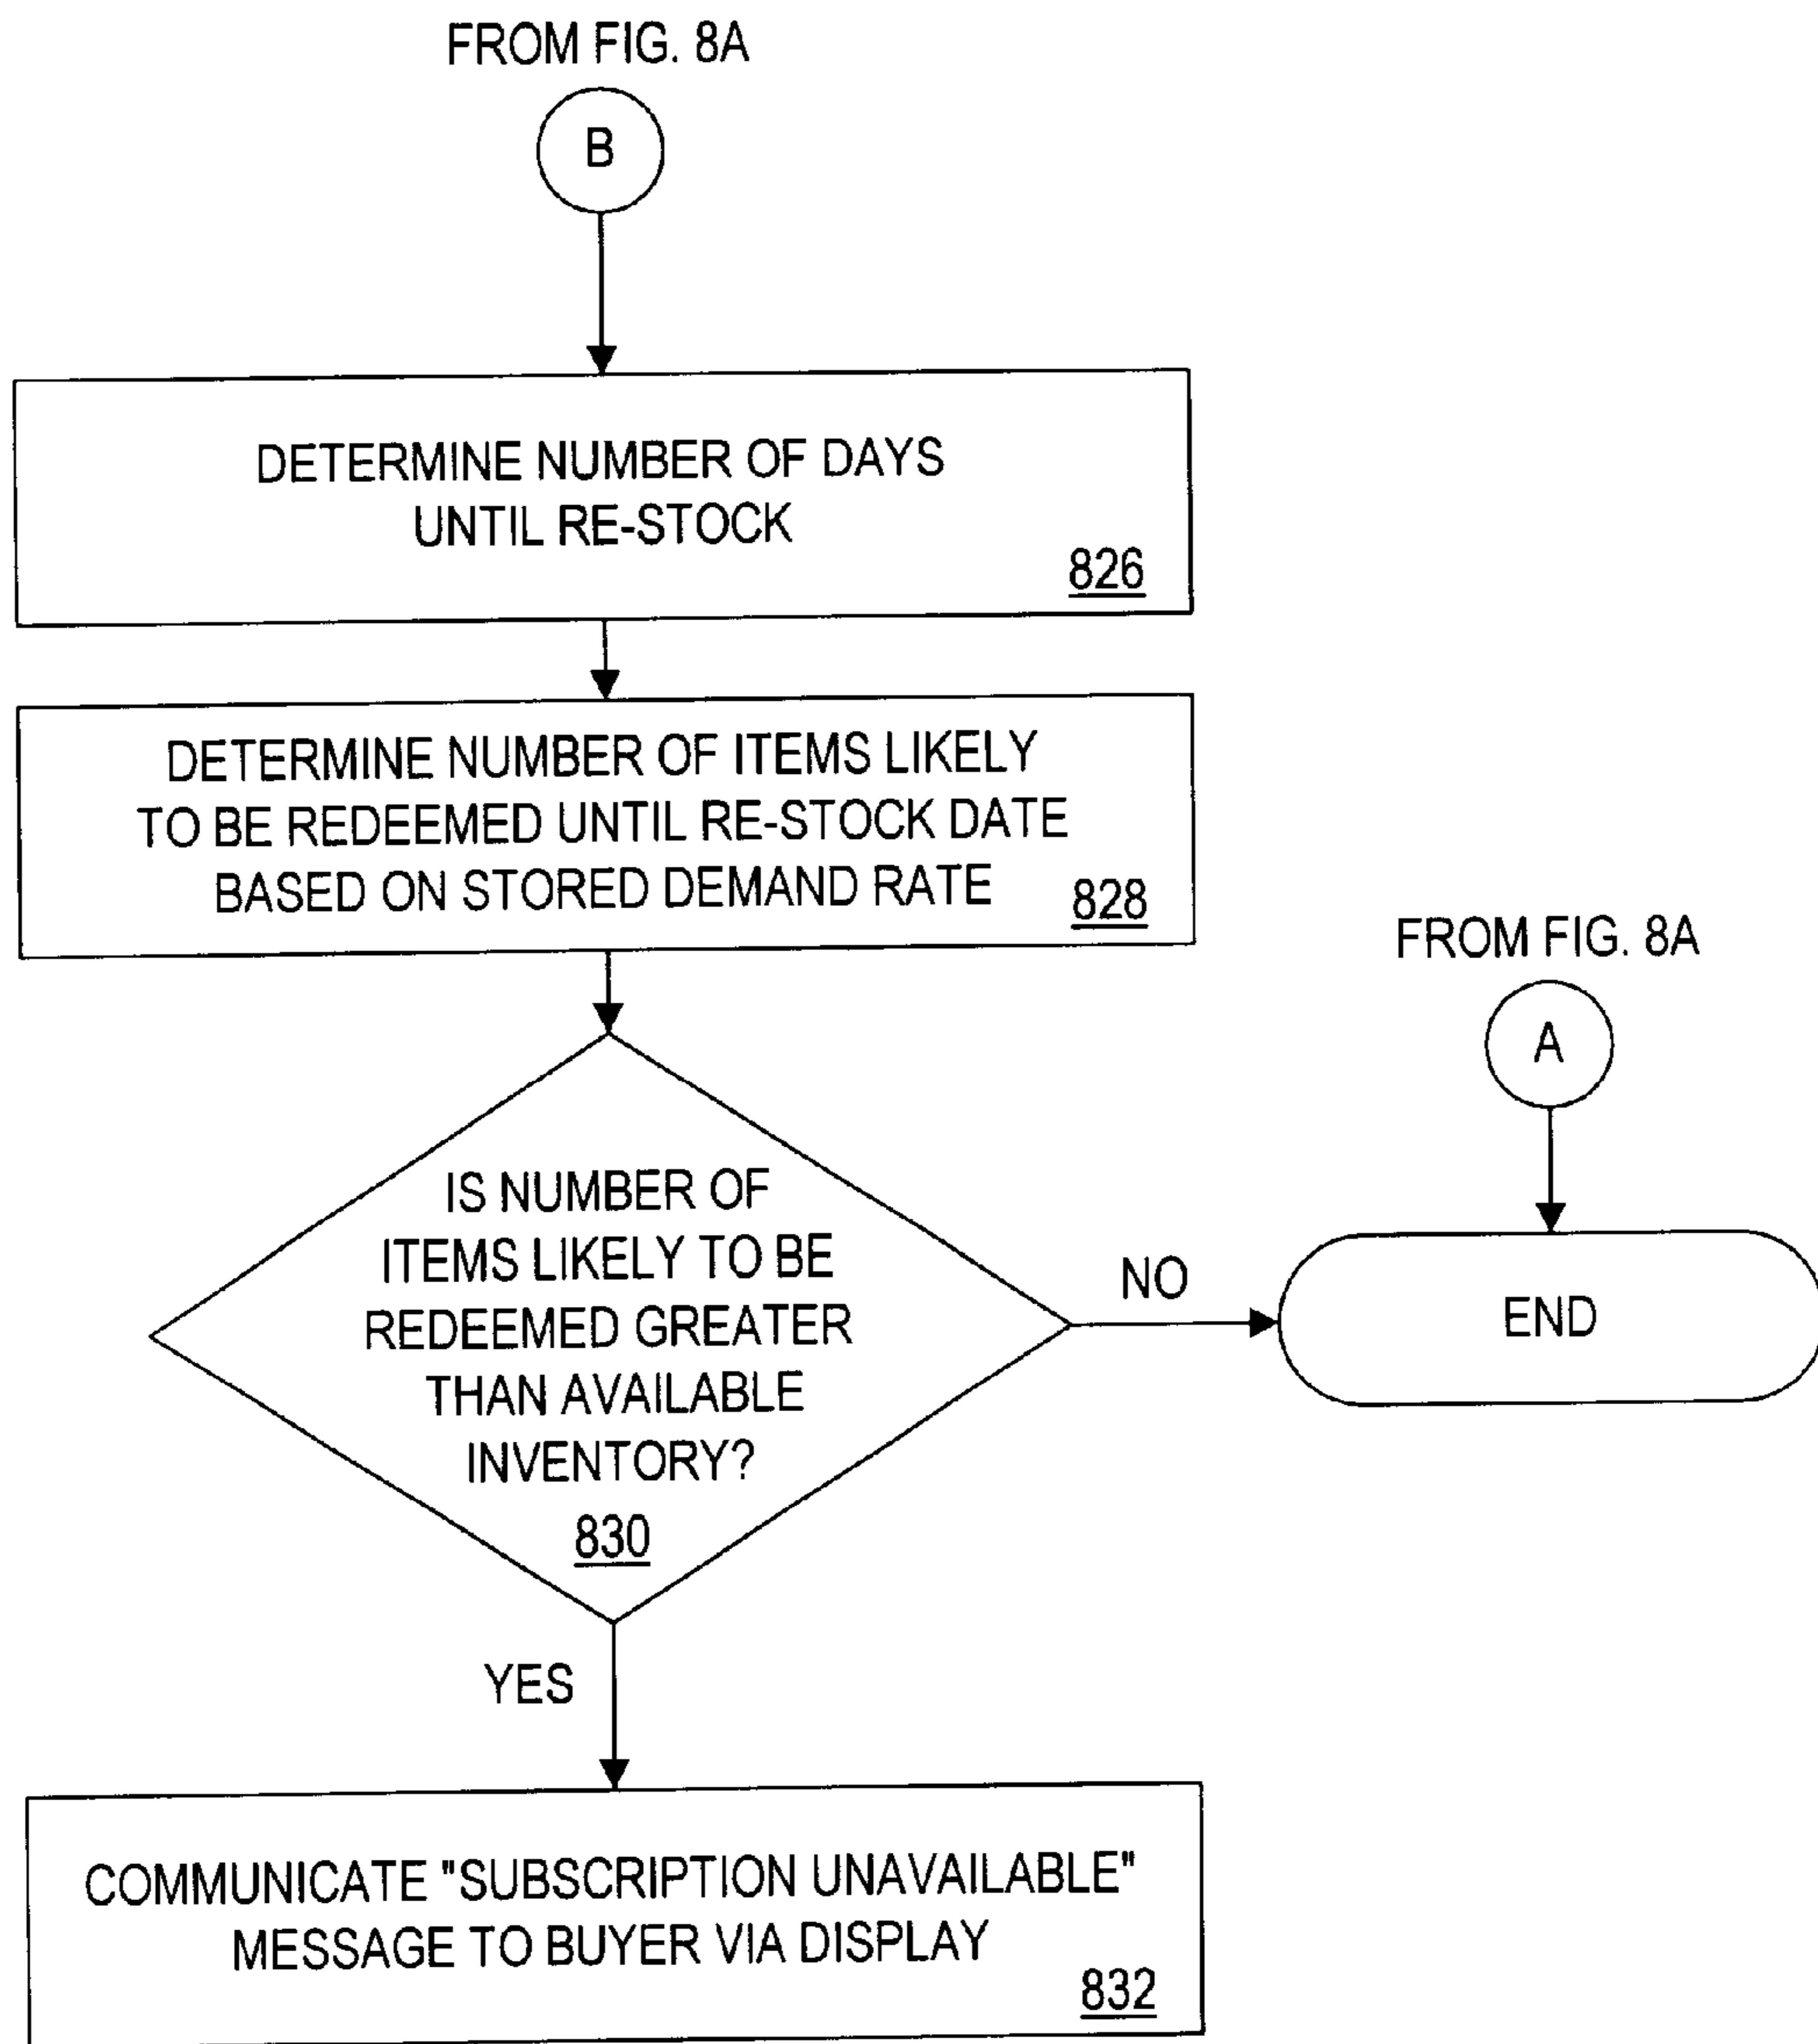 FROM FIG. 8A
B
DETERMINE NUMBER OF DAYS
UNTIL RE-STOCK
826
DETERMINE NUMBER OF ITEMS LIKELY
TO BE REDEEMED UNTIL RE-STOCK DATE
BASED ON STORED DEMAND RATE
828
FROM FIG. 8A
A
IS NUMBER OF
ITEMS LIKELY TO BE
REDEEMED GREATER
THAN AVAILABLE
INVENTORY?
830
NO
END
YES
COMMUNICATE "SUBSCRIPTION UNAVAILABLE"
MESSAGE TO BUYER VIA DISPLAY
832